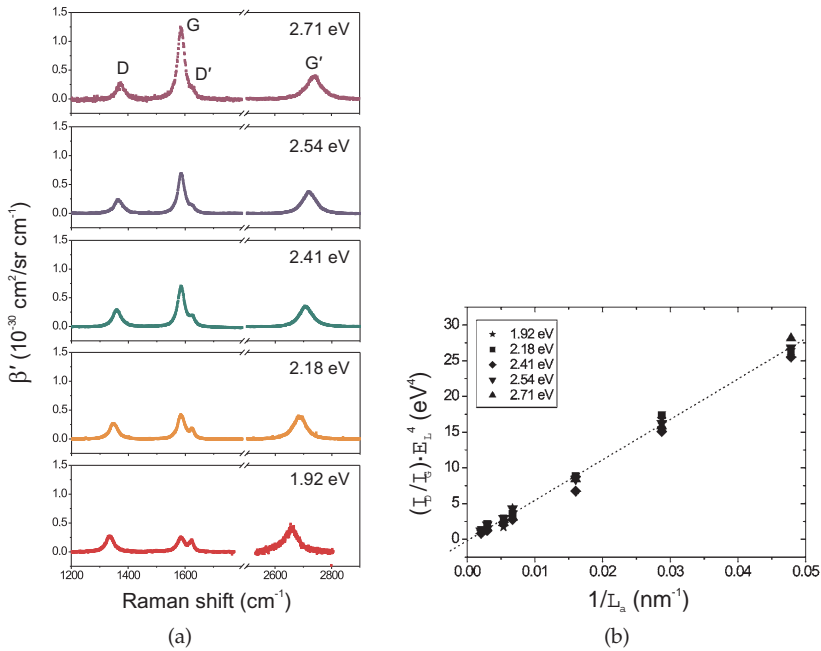 (a)
1.5
1.0
0.5
0.0
D
G
D′
G′
2.71 eV
1.5
1.0
0.5
0.0
2.54 eV
1.5
1.0
0.5
0.0
2.41 eV
1.5
1.0
0.5
0.0
2.18 eV
1.5
1.0
0.5
0.0
1.92 eV
1200 1400 1600 2600 2800
β′ (10⁻³⁰ cm²/sr cm⁻¹)
Raman shift (cm⁻¹)
(a)
30
25
20
15
10
5
0
1.92 eV
2.18 eV
2.41 eV
2.54 eV
2.71 eV
(I_D/I_G)·E_L⁴ (eV⁴)
0.00 0.01 0.02 0.03 0.04 0.05
1/L_a (nm⁻¹)
(b)